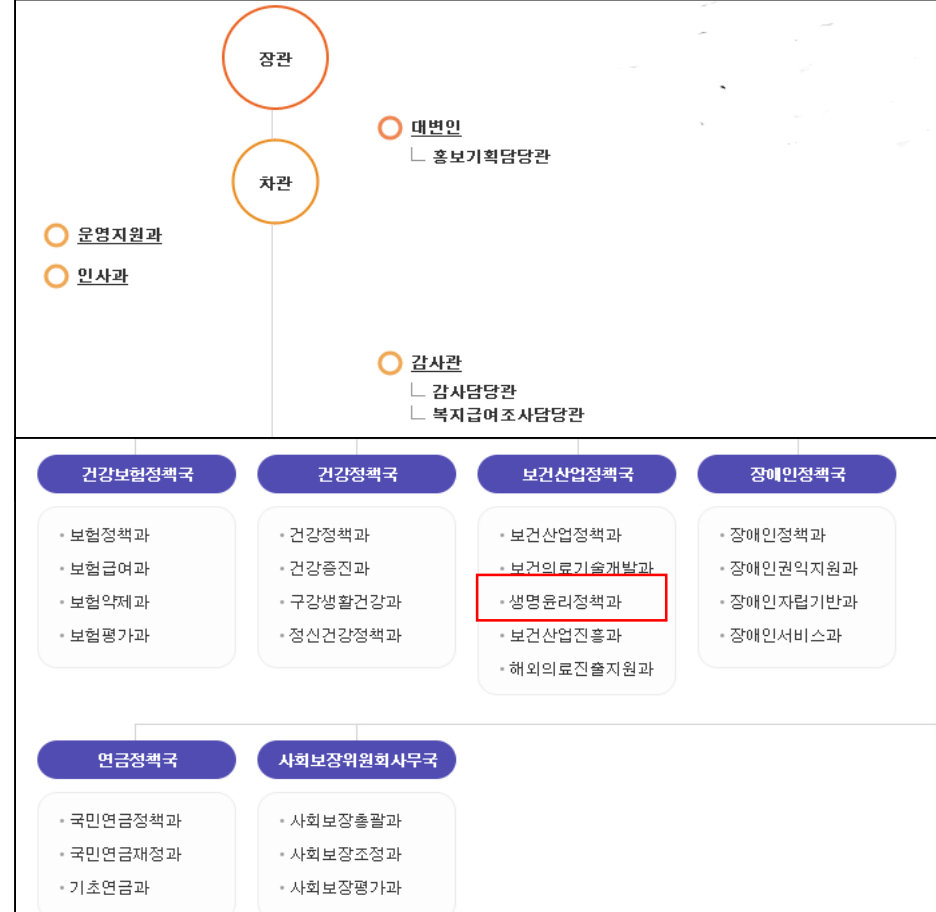 장관
대변인
홍보기획담당관
차관
운영지원과
인사과
감사관
감사담당관
복지급여조사담당관
건강보험정책국
건강정책국
보건산업정책국
장애인정책국
보험정책과
보험급여과
보험약제과
보험평가과
건강정책과
건강증진과
구강생활건강과
정신건강정책과
보건산업정책과
보건의료기술개발과
생명윤리정책과
보건산업진흥과
해외의료진출지원과
장애인정책과
장애인권익지원과
장애인자립기반과
장애인서비스과
연금정책국
사회보장위원회사무국
국민연금정책과
국민연금재정과
기초연금과
사회보장총괄과
사회보장조정과
사회보장평가과